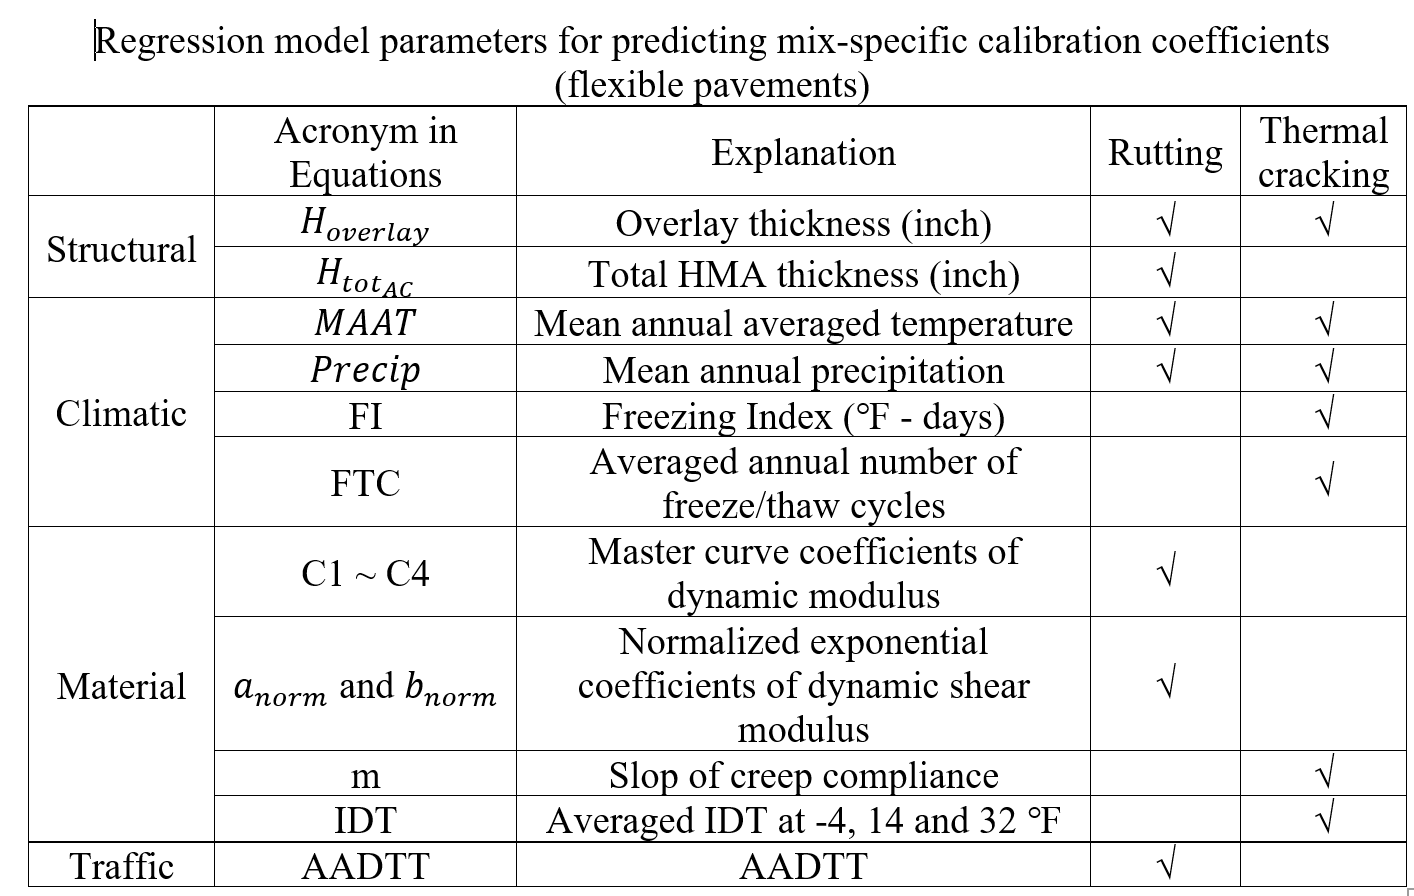 Regression model parameters for predicting mix-specific calibration coefficients
(flexible pavements)
Acronym in
Equations
Explanation
Rutting
Thermal
cracking
Structural
H_overlay
Overlay thickness (inch)
√
√
H_tot_AC
Total HMA thickness (inch)
√
Climatic
MAAT
Mean annual averaged temperature
√
√
Precip
Mean annual precipitation
√
√
FI
Freezing Index (°F - days)
√
FTC
Averaged annual number of
freeze/thaw cycles
√
Material
C1 ~ C4
Master curve coefficients of
dynamic modulus
√
a_norm and b_norm
Normalized exponential
coefficients of dynamic shear
modulus
√
m
Slop of creep compliance
√
IDT
Averaged IDT at -4, 14 and 32 °F
√
Traffic
AADTT
AADTT
√